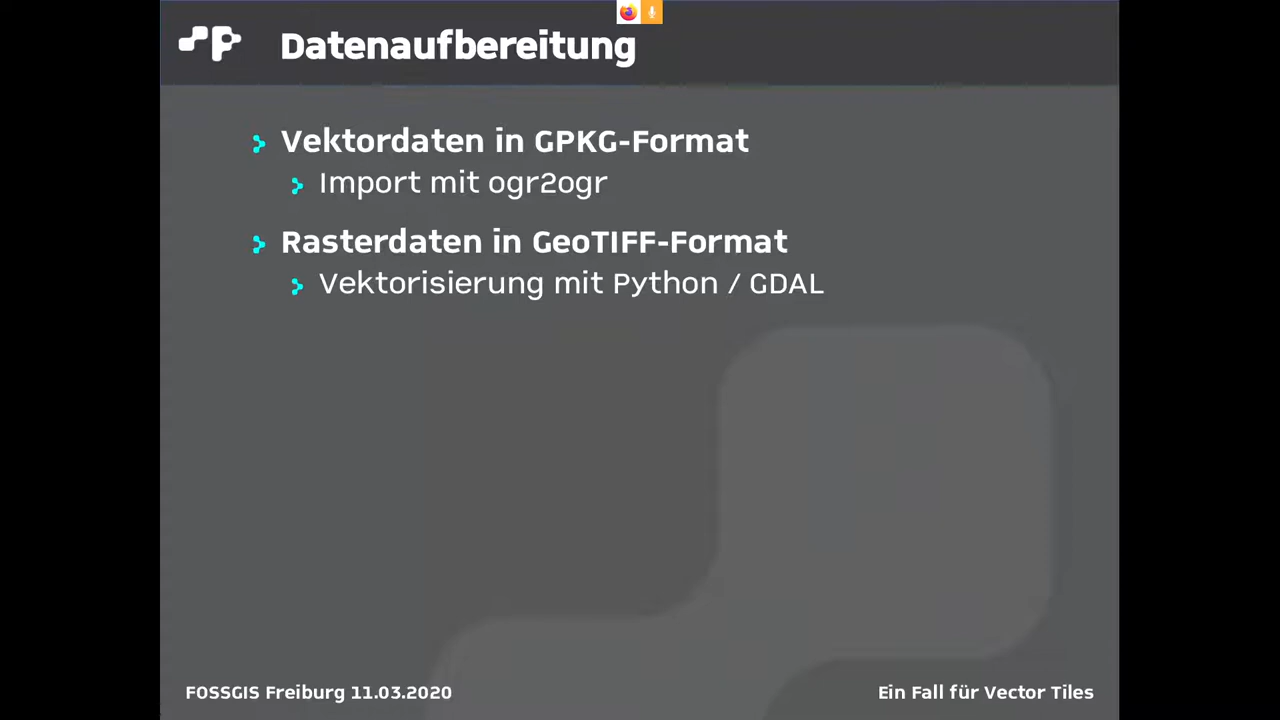 Datenaufbereitung
Vektordaten in GPKG-Format
Import mit ogr2ogr
Rasterdaten in GeoTIFF-Format
Vektorisierung mit Python / GDAL
FOSSGIS Freiburg 11.03.2020
Ein Fall für Vector Tiles